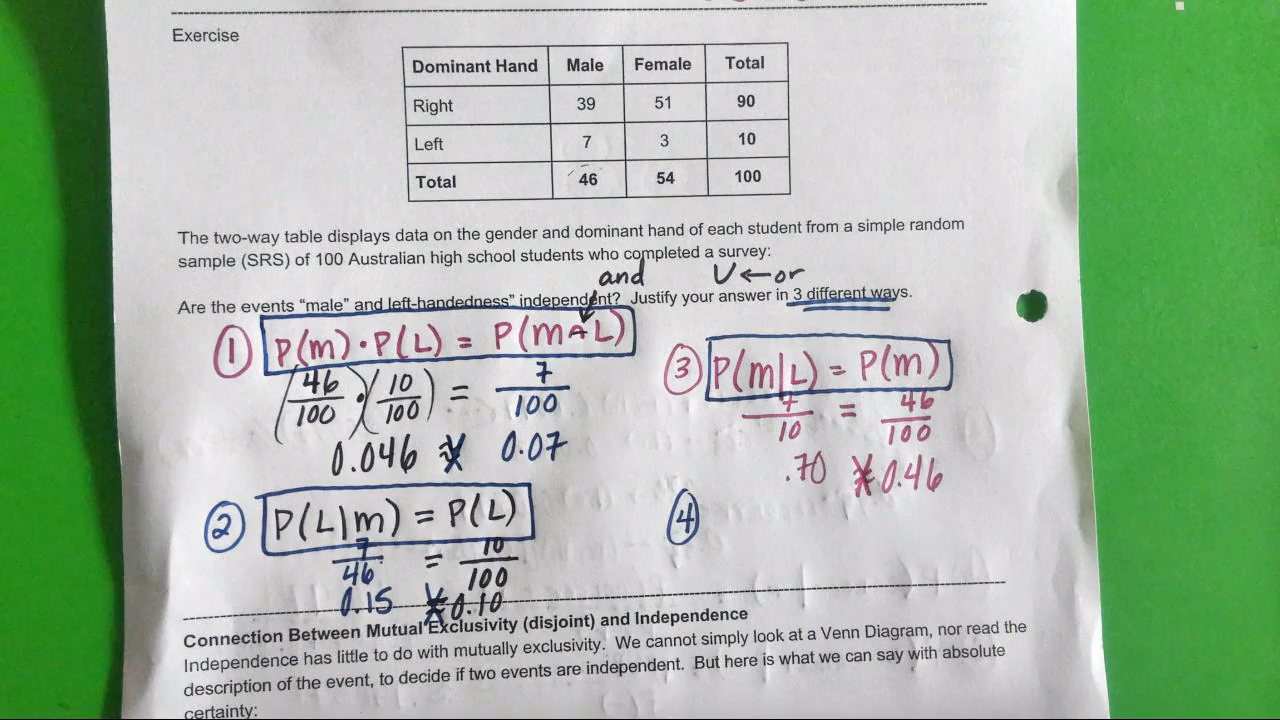 Exercise
Dominant Hand Male Female Total
Right 39 51 90
Left 7 3 10
Total 46 54 100
The two-way table displays data on the gender and dominant hand of each student from a simple random
sample (SRS) of 100 Australian high school students who completed a survey:
and U ← or
Are the events “male” and left-handedness” independent? Justify your answer in 3 different ways.
① P(m) · P(L) = P(m ∩ L)
(46/100) · (10/100) = 7/100
0.046 ≠ 0.07
② P(L|m) = P(L)
7/46 = 10/100
0.15 ≠ 0.10
③ P(m|L) = P(m)
7/10 = 46/100
.70 ≠ 0.46
④
Connection Between Mutual Exclusivity (disjoint) and Independence
Independence has little to do with mutually exclusivity. We cannot simply look at a Venn Diagram, nor read the
description of the event, to decide if two events are independent. But here is what we can say with absolute
certainty: